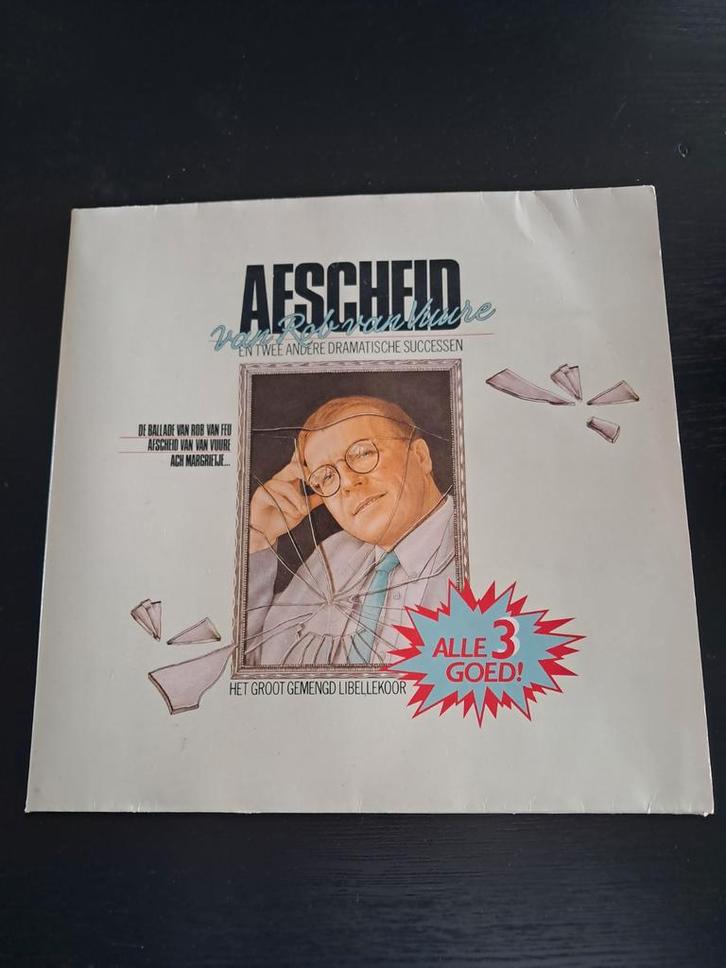 AFSCHEID
van Rob van Vuure
EN TWEE ANDERE DRAMATISCHE SUCCESSEN
DE BALLADE VAN ROB VAN FEU
AFSCHEID VAN VAN VUURE
ACH MARGRIETJE...
ALLE 3
GOED!
HET GROOT GEMENGD LIBELLEKOOR